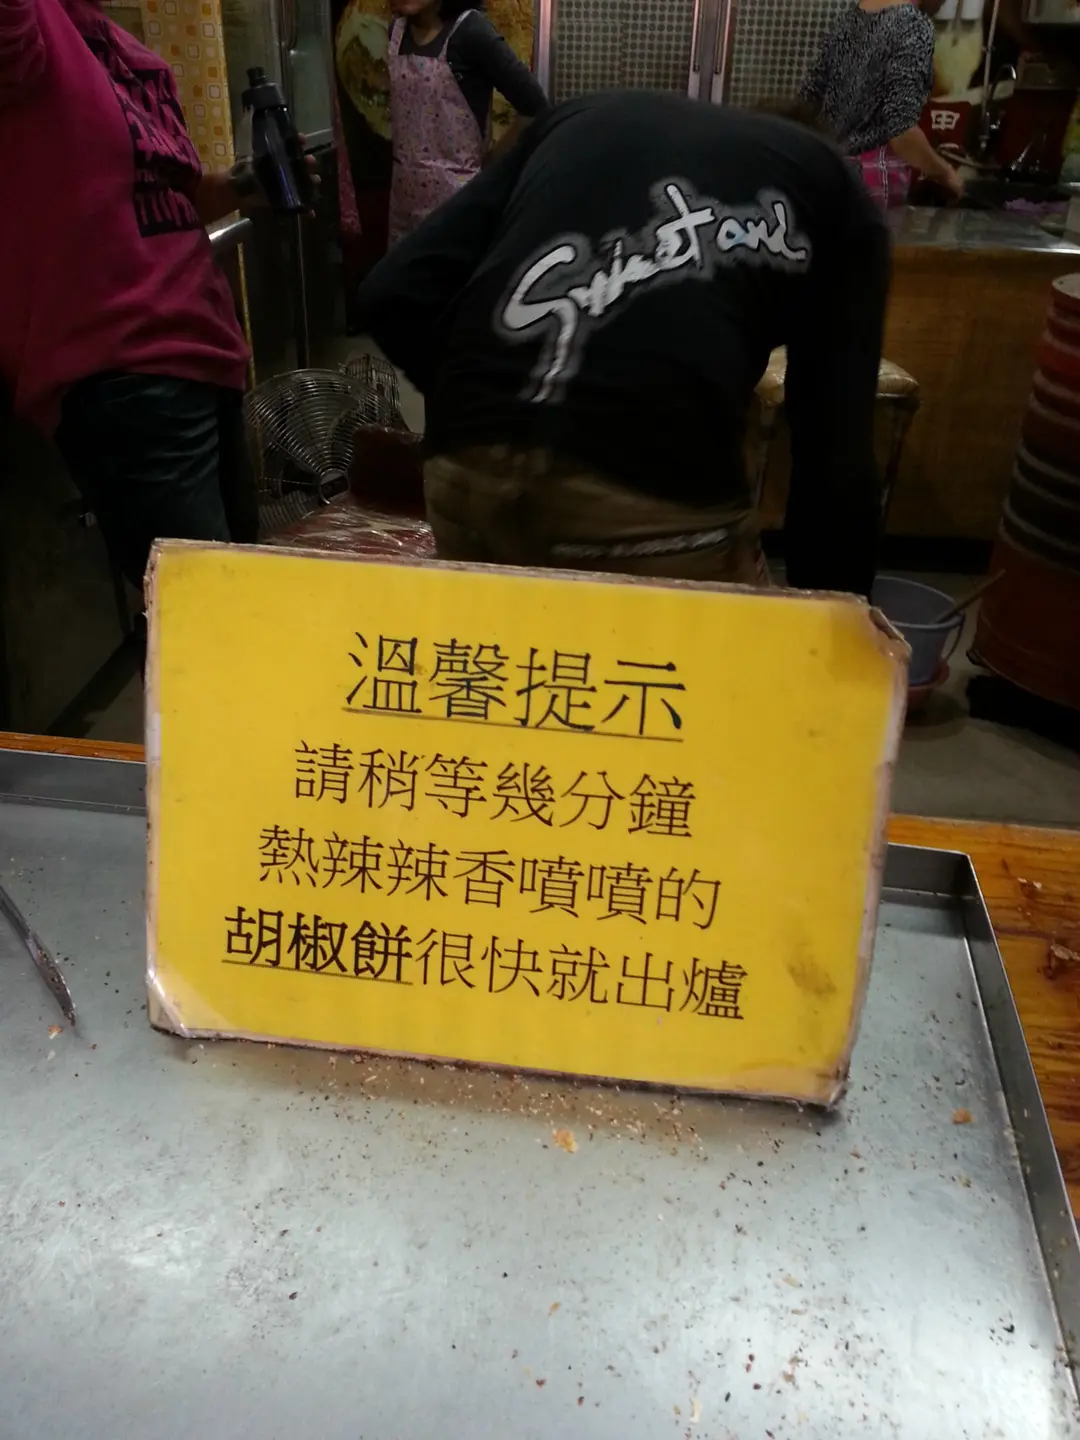 溫馨提示
請稍等幾分鐘
熱辣辣香噴噴的
胡椒餅很快就出爐